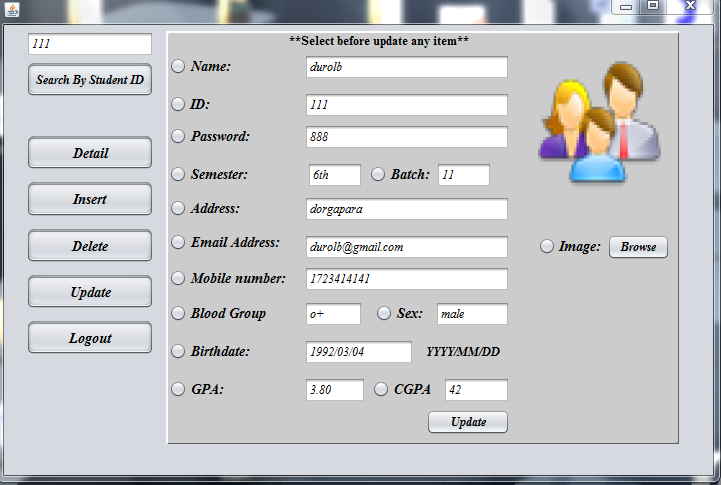 111
Search By Student ID
Detail
Insert
Delete
Update
Logout
**Select before update any item**
Name: durolb
ID: 111
Password: 888
Semester: 6th Batch: 11
Address: dorgapara
Email Address: durolb@gmail.com
Image: Browse
Mobile number: 1723414141
Blood Group o+ Sex: male
Birthdate: 1992/03/04 YYYY/MM/DD
GPA: 3.80 CGPA 42
Update